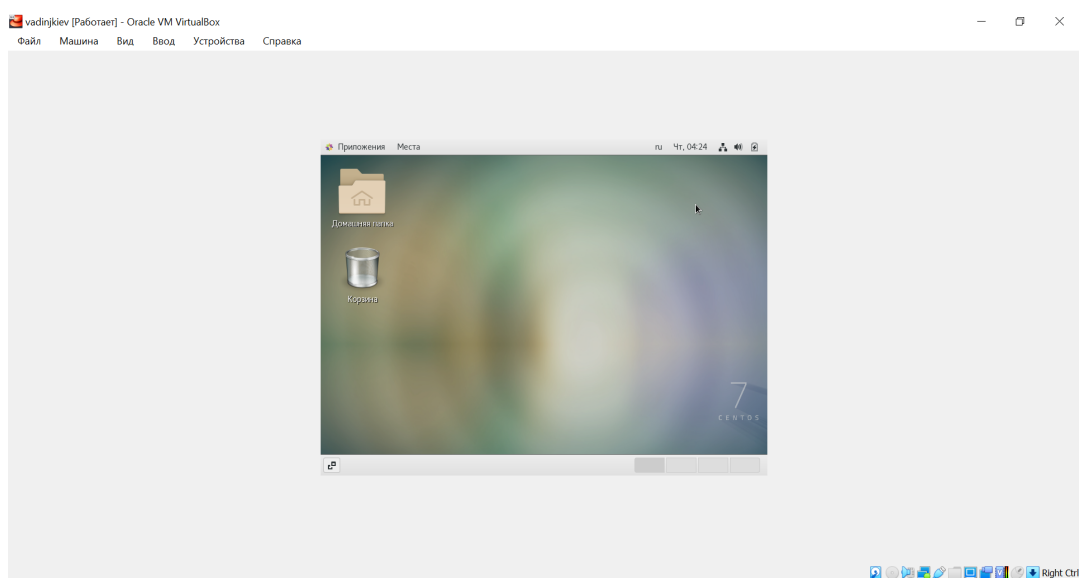 vadinjkiev [Работает] - Oracle VM VirtualBox
Файл Машина Вид Ввод Устройства Справка
Приложения Места ru Чт, 04:24
Домашняя папка
Корзина
7
CENTOS
Right Ctrl